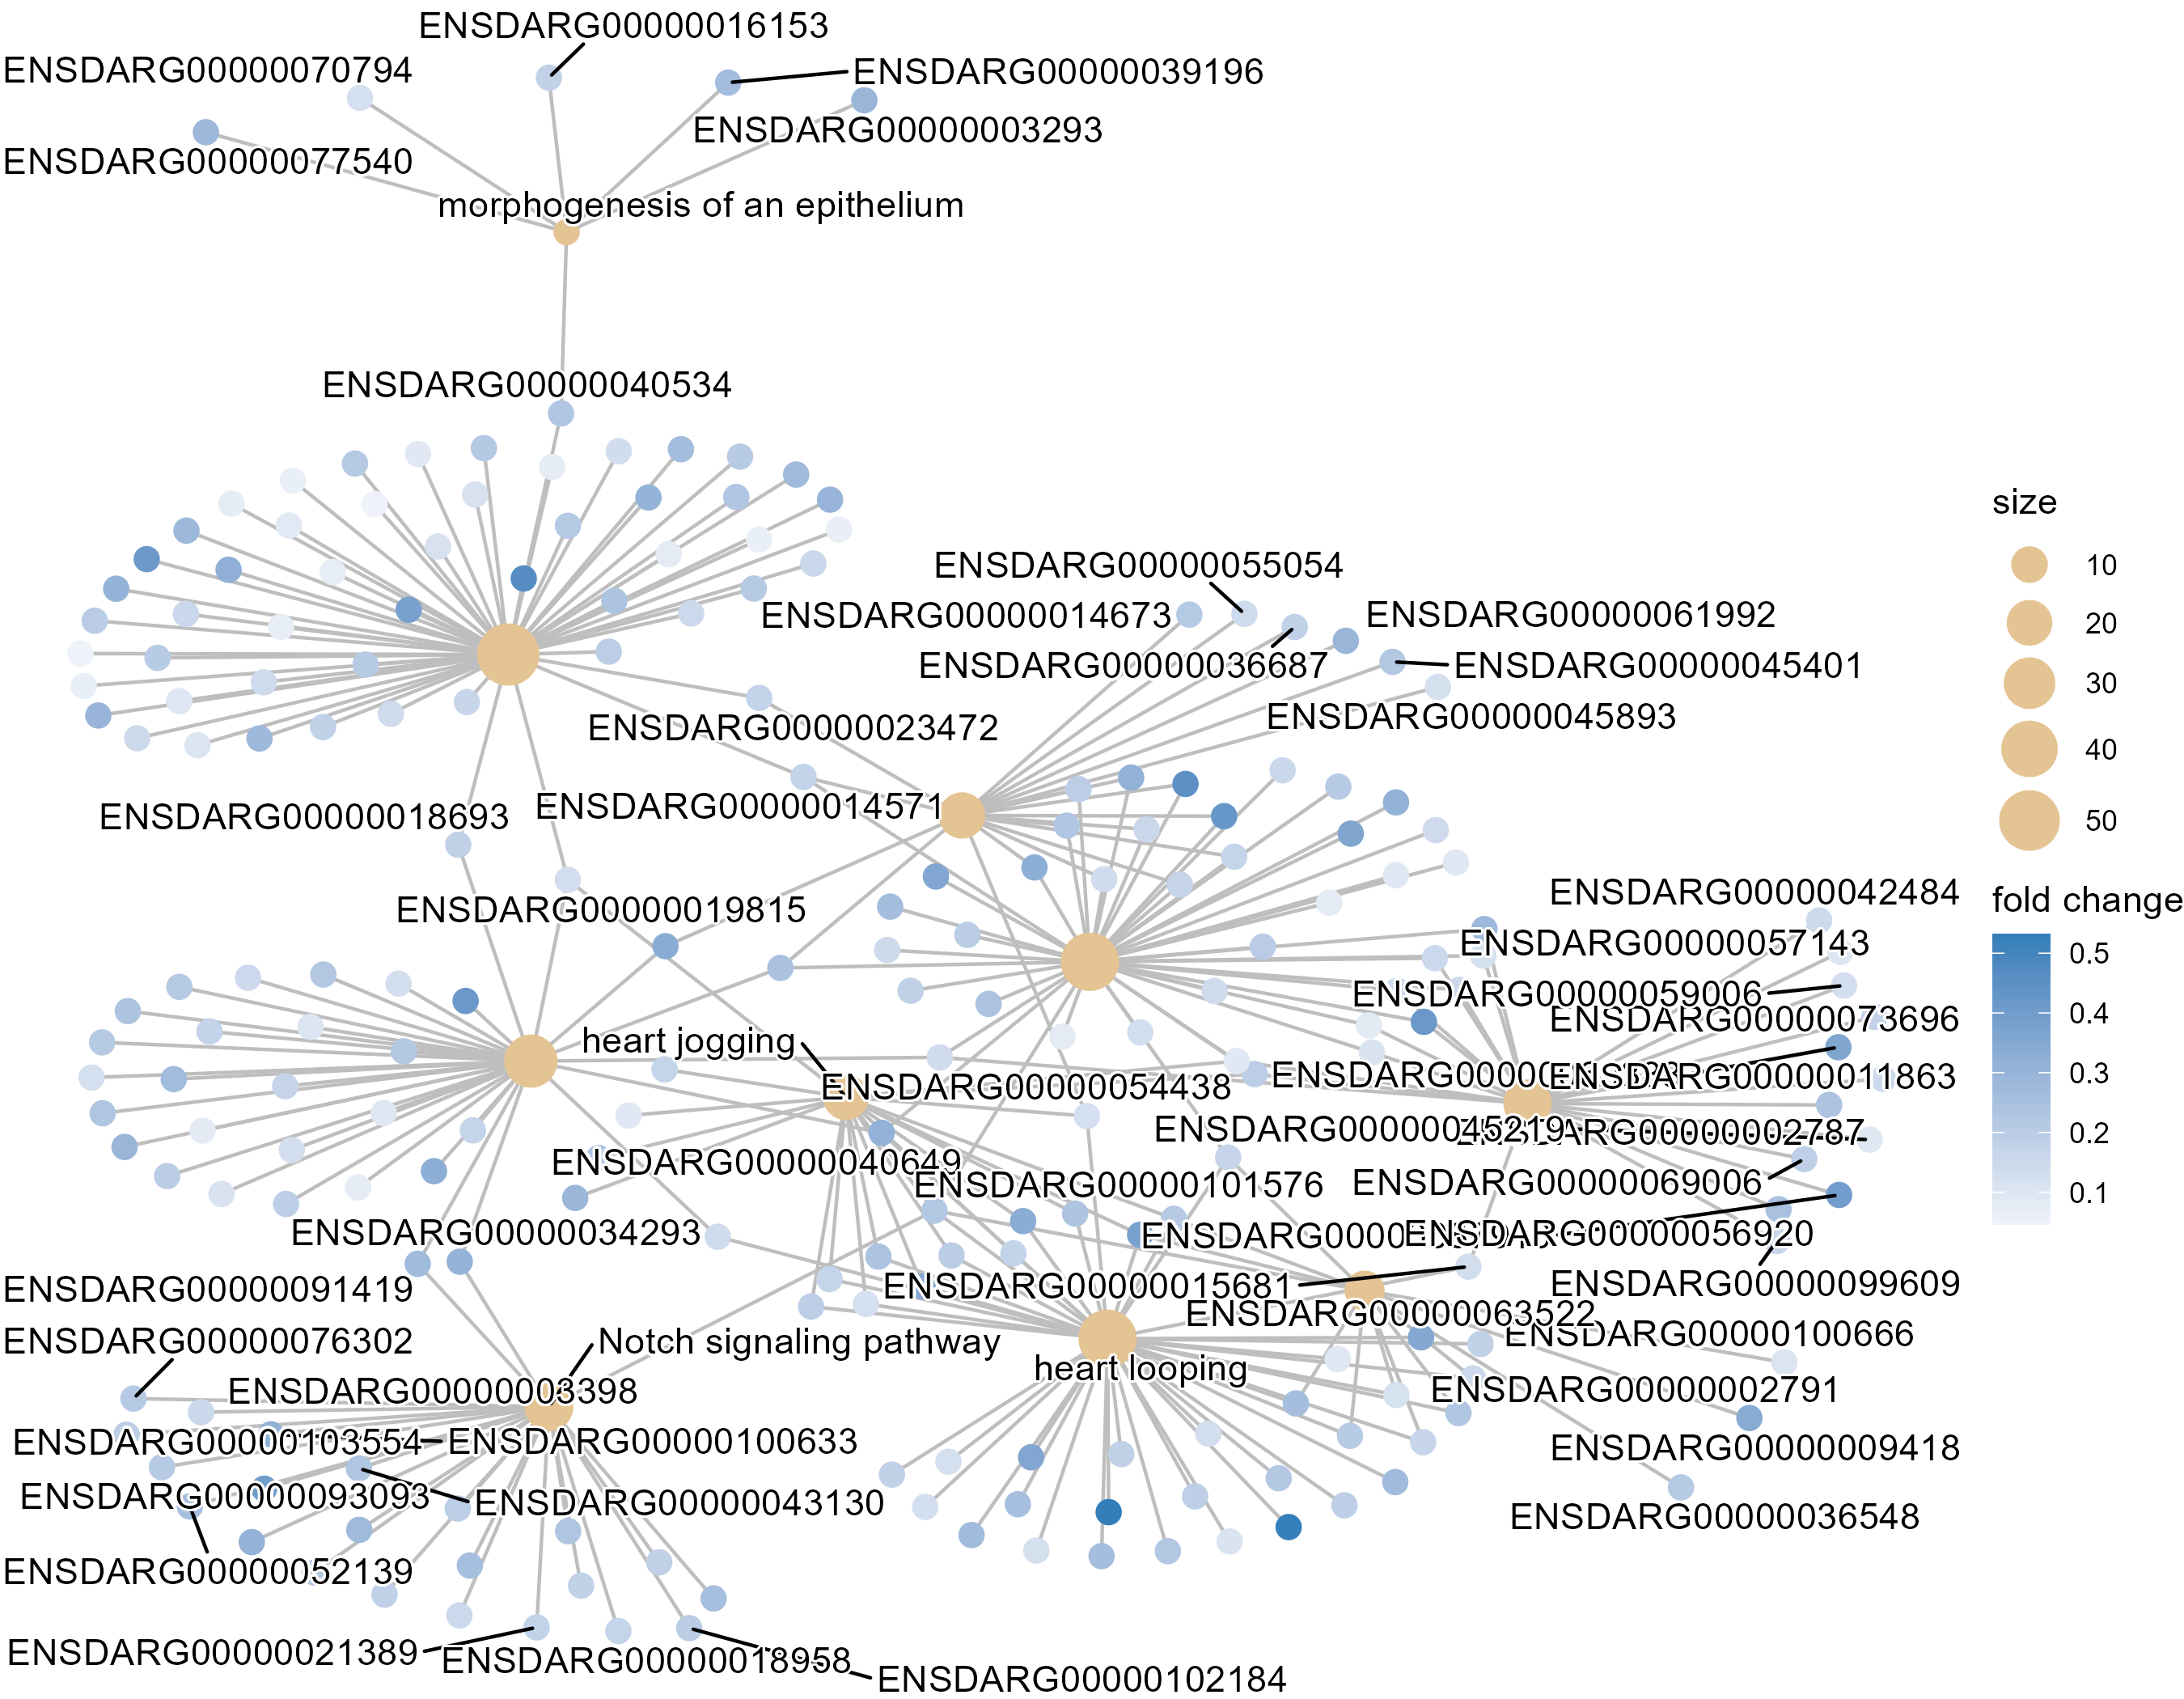 ENSDARG00000016153
ENSDARG00000070794
ENSDARG00000039196
ENSDARG00000003293
ENSDARG00000077540
morphogenesis of an epithelium
ENSDARG00000040534
size
10
20
30
40
50
ENSDARG00000055054
ENSDARG00000014673
ENSDARG00000061992
ENSDARG00000036687
ENSDARG00000045401
ENSDARG00000045893
ENSDARG00000023472
ENSDARG00000014571
ENSDARG00000018693
fold change
0.5
0.4
0.3
0.2
0.1
ENSDARG00000042484
ENSDARG00000019815
ENSDARG00000057143
ENSDARG00000059006
ENSDARG00000073696
heart jogging
ENSDARG00000011863
ENSDARG00000054438
ENSDARG00000045219
ENSDARG00000002787
ENSDARG00000040649
ENSDARG00000101576
ENSDARG00000069006
ENSDARG00000034293
ENSDARG00000056920
ENSDARG00000015681
ENSDARG00000099609
ENSDARG00000091419
ENSDARG00000063522
ENSDARG00000100666
ENSDARG00000076302
Notch signaling pathway
heart looping
ENSDARG00000003398
ENSDARG00000002791
ENSDARG00000103554
ENSDARG00000100633
ENSDARG00000009418
ENSDARG00000093093
ENSDARG00000043130
ENSDARG00000036548
ENSDARG00000052139
ENSDARG00000021389
ENSDARG00000018958
ENSDARG00000102184